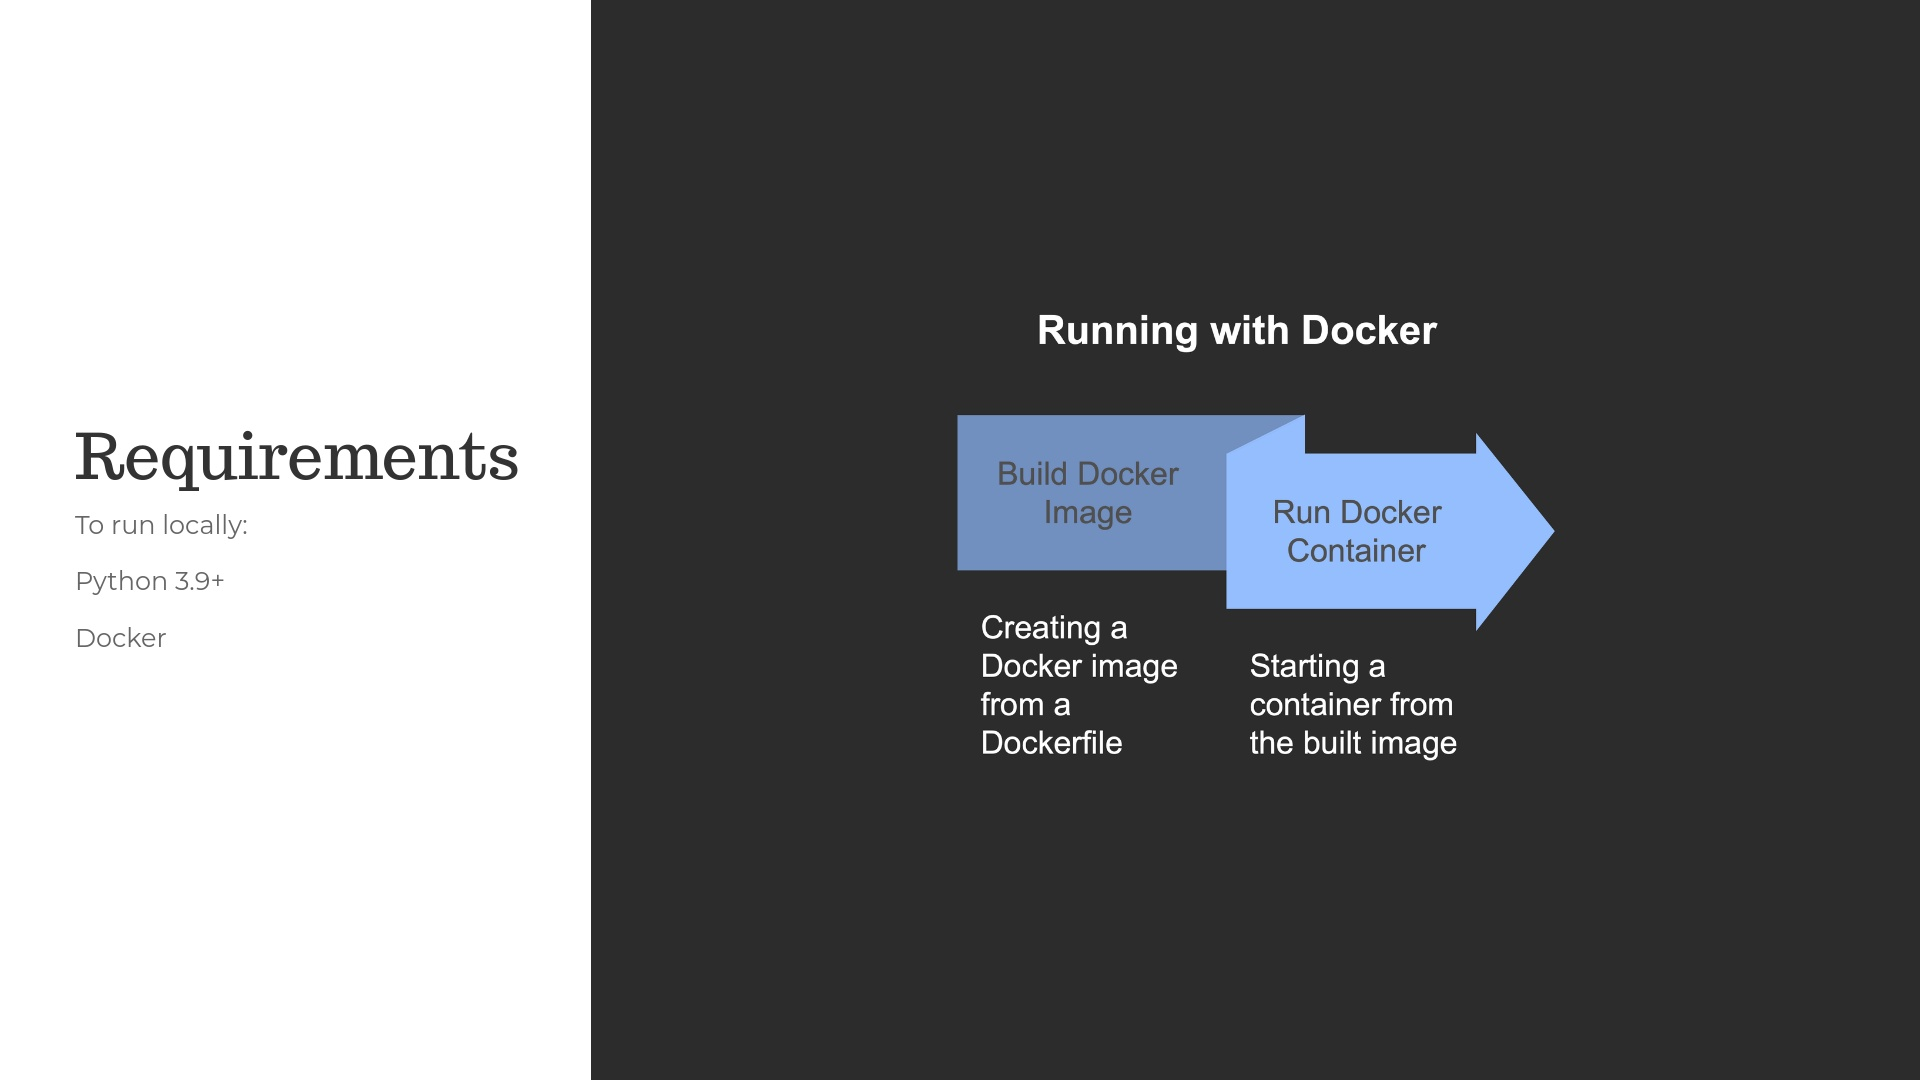 Requirements
To run locally:
Python 3.9+
Docker
Running with Docker
Build Docker
Image
Run Docker
Container
Creating a
Docker image
from a
Dockerfile
Starting a
container from
the built image